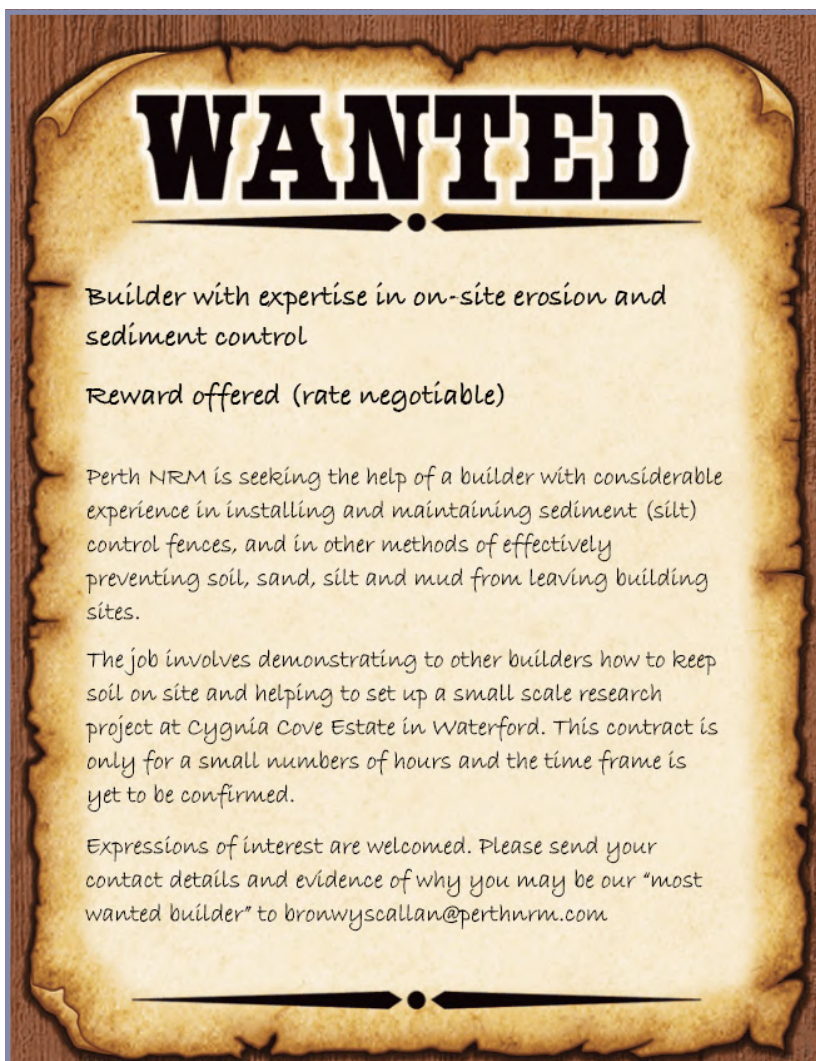 WANTED
Builder with expertise in on-site erosion and
sediment control
Reward offered (rate negotiable)
Perth NRM is seeking the help of a builder with considerable
experience in installing and maintaining sediment (silt)
control fences, and in other methods of effectively
preventing soil, sand, silt and mud from leaving building
sites.
The job involves demonstrating to other builders how to keep
soil on site and helping to set up a small scale research
project at Cygnia Cove Estate in Waterford. This contract is
only for a small numbers of hours and the time frame is
yet to be confirmed.
Expressions of interest are welcomed. Please send your
contact details and evidence of why you may be our “most
wanted builder” to bronwyscallan@perthnrm.com